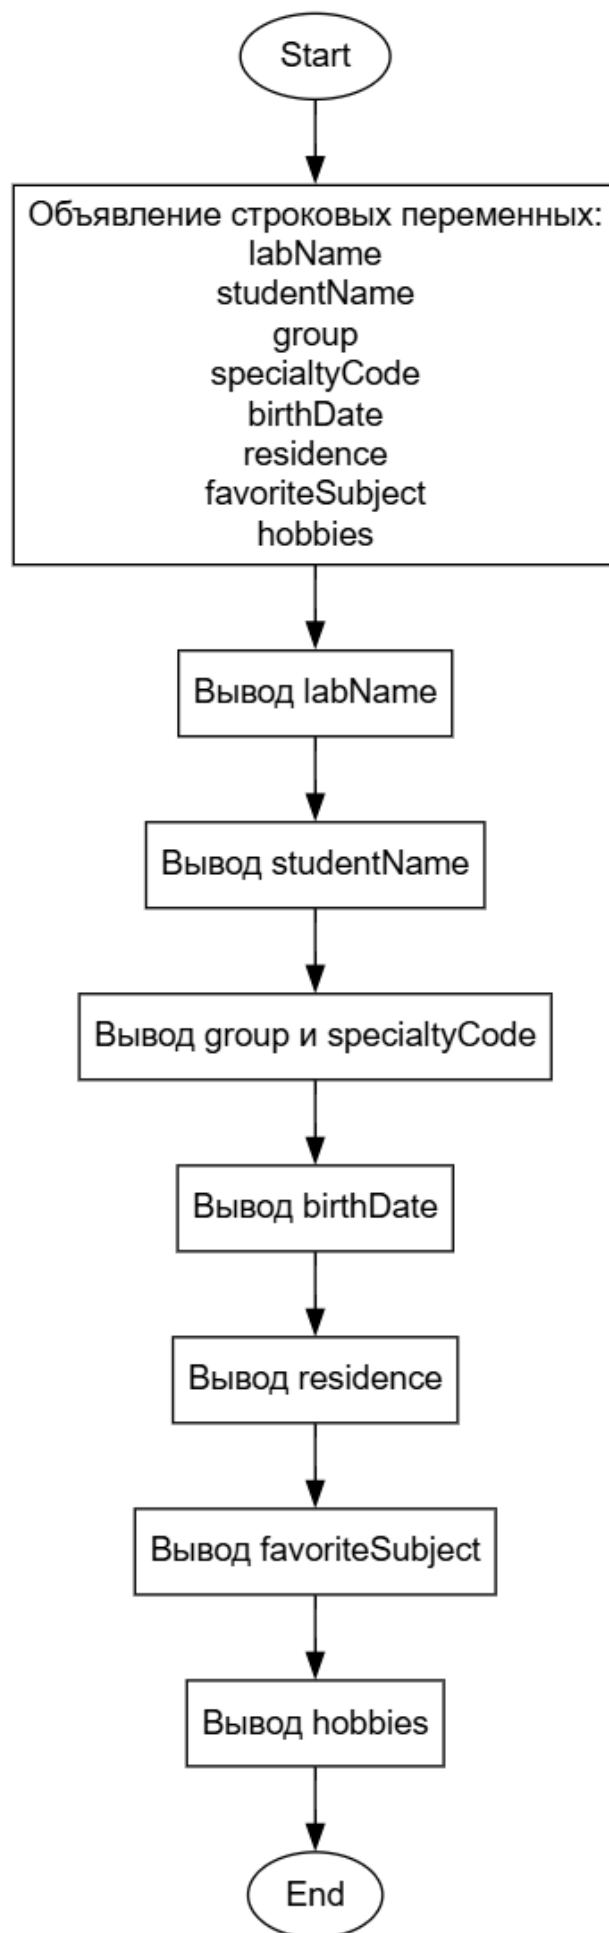 Start
Объявление строковых переменных:
labName
studentName
group
specialtyCode
birthDate
residence
favoriteSubject
hobbies
Вывод labName
Вывод studentName
Вывод group и specialtyCode
Вывод birthDate
Вывод residence
Вывод favoriteSubject
Вывод hobbies
End